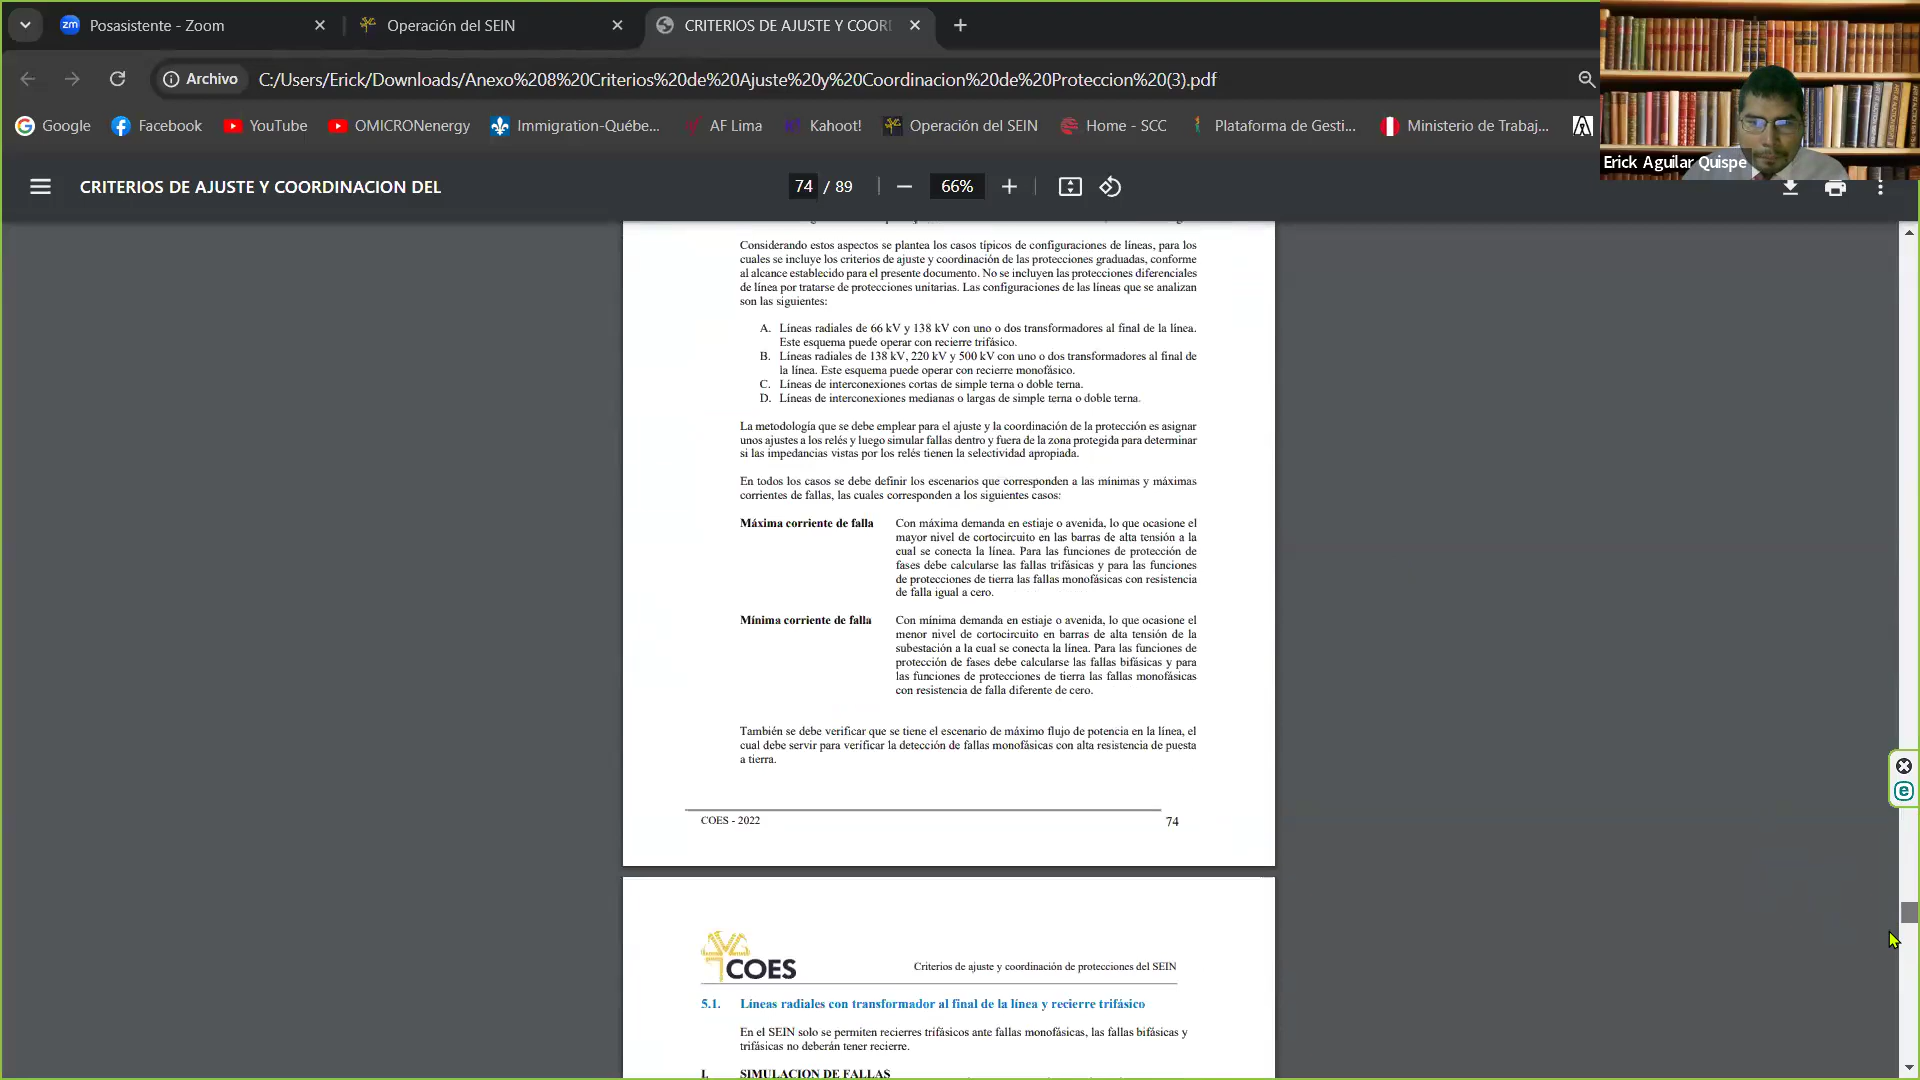 Posasistente - Zoom
Operación del SEIN
CRITERIOS DE AJUSTE Y COOR
Archivo
C:/Users/Erick/Downloads/Anexo%208%20Criterios%20de%20Ajuste%20y%20Coordinacion%20de%20Proteccion%20(3).pdf
Google
Facebook
YouTube
OMICRONenergy
Immigration-Québe...
AF Lima
Kahoot!
Operación del SEIN
Home - SCC
Plataforma de Gesti...
Ministerio de Trabaj...
Erick Aguilar Quispe
CRITERIOS DE AJUSTE Y COORDINACION DEL
74 / 89
66%
Considerando estos aspectos se plantea los casos típicos de configuraciones de líneas, para los
cuales se incluye los criterios de ajuste y coordinación de las protecciones graduadas, conforme
al alcance establecido para el presente documento. No se incluyen las protecciones diferenciales
de línea por tratarse de protecciones unitarias. Las configuraciones de las líneas que se analizan
son las siguientes:
A. Líneas radiales de 66 kV y 138 kV con uno o dos transformadores al final de la línea.
Este esquema puede operar con recierre trifásico.
B. Líneas radiales de 138 kV, 220 kV y 500 kV con uno o dos transformadores al final de
la línea. Este esquema puede operar con recierre monofásico.
C. Líneas de interconexiones cortas de simple terna o doble terna.
D. Líneas de interconexiones medianas o largas de simple terna o doble terna.
La metodología que se debe emplear para el ajuste y la coordinación de la protección es asignar
unos ajustes a los relés y luego simular fallas dentro y fuera de la zona protegida para determinar
si las impedancias vistas por los relés tienen la selectividad apropiada.
En todos los casos se debe definir los escenarios que corresponden a las mínimas y máximas
corrientes de fallas, las cuales corresponden a los siguientes casos:
Máxima corriente de falla
Con máxima demanda en estiaje o avenida, lo que ocasione el
mayor nivel de cortocircuito en las barras de alta tensión a la
cual se conecta la línea. Para las funciones de protección de
fases debe calcularse las fallas trifásicas y para las funciones
de protecciones de tierra las fallas monofásicas con resistencia
de falla igual a cero.
Mínima corriente de falla
Con mínima demanda en estiaje o avenida, lo que ocasione el
menor nivel de cortocircuito en barras de alta tensión de la
subestación a la cual se conecta la línea. Para las funciones de
protección de fases debe calcularse las fallas bifásicas y para
las funciones de protecciones de tierra las fallas monofásicas
con resistencia de falla diferente de cero.
También se debe verificar que se tiene el escenario de máximo flujo de potencia en la línea, el
cual debe servir para verificar la detección de fallas monofásicas con alta resistencia de puesta
a tierra.
COES - 2022
74
COES
Criterios de ajuste y coordinación de protecciones del SEIN
5.1. Líneas radiales con transformador al final de la línea y recierre trifásico
En el SEIN solo se permiten recierres trifásicos ante fallas monofásicas, las fallas bifásicas y
trifásicas no deberán tener recierre.
I. SIMULACION DE FALLAS